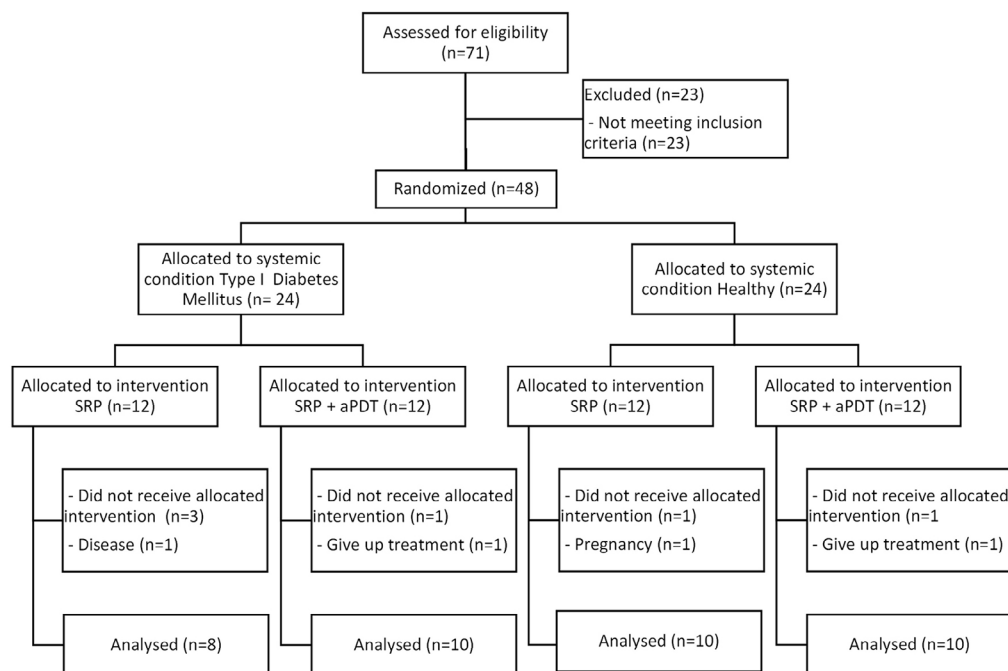 Assessed for eligibility
(n=71)
Excluded (n=23)
- Not meeting inclusion
criteria (n=23)
Randomized (n=48)
Allocated to systemic
condition Type I Diabetes
Mellitus (n= 24)
Allocated to systemic
condition Healthy (n=24)
Allocated to intervention
SRP (n=12)
Allocated to intervention
SRP + aPDT (n=12)
Allocated to intervention
SRP (n=12)
Allocated to intervention
SRP + aPDT (n=12)
- Did not receive allocated
intervention (n=3)
- Disease (n=1)
- Did not receive allocated
intervention (n=1)
- Give up treatment (n=1)
- Did not receive allocated
intervention (n=1)
- Pregnancy (n=1)
- Did not receive allocated
intervention (n=1
- Give up treatment (n=1)
Analysed (n=8)
Analysed (n=10)
Analysed (n=10)
Analysed (n=10)